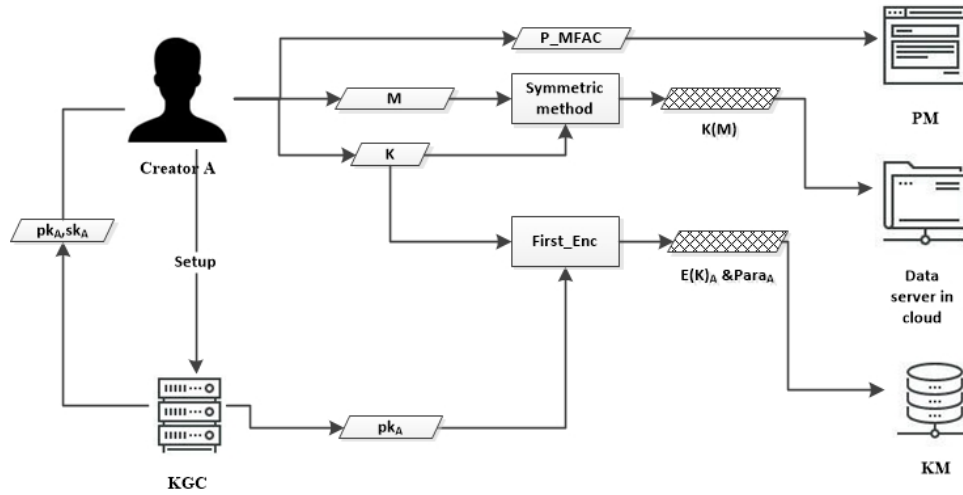 P_MFAC
M
Symmetric
method
K(M)
PM
K
Creator A
pkA,skA
Setup
First_Enc
E(K)A &ParaA
Data
server in
cloud
pkA
KGC
KM